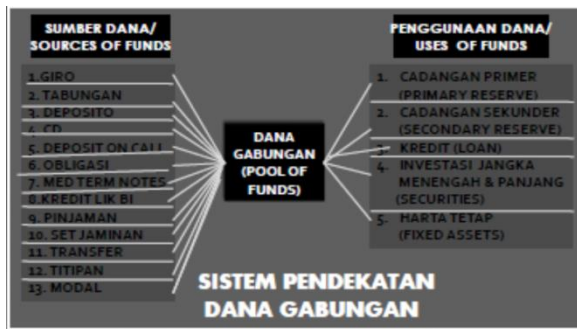 SUMBER DANA/
SOURCES OF FUNDS
1.GIRO
2. TABUNGAN
3. DEPOSITO
4. CD
5. DEPOSIT ON CALL
6. OBLIGASI
7. MED TERM NOTES
8.KREDIT LIK BI
9. PINJAMAN
10. SET JAMINAN
11. TRANSFER
12. TITIPAN
13. MODAL
DANA
GABUNGAN
(POOL OF
FUNDS)
PENGGUNAAN DANA/
USES OF FUNDS
1. CADANGAN PRIMER
(PRIMARY RESERVE)
2. CADANGAN SEKUNDER
(SECONDARY RESERVE)
3. KREDIT (LOAN)
4. INVESTASI JANGKA
MENENGAH & PANJANG
(SECURITIES)
5. HARTA TETAP
(FIXED ASSETS)
SISTEM PENDEKATAN
DANA GABUNGAN